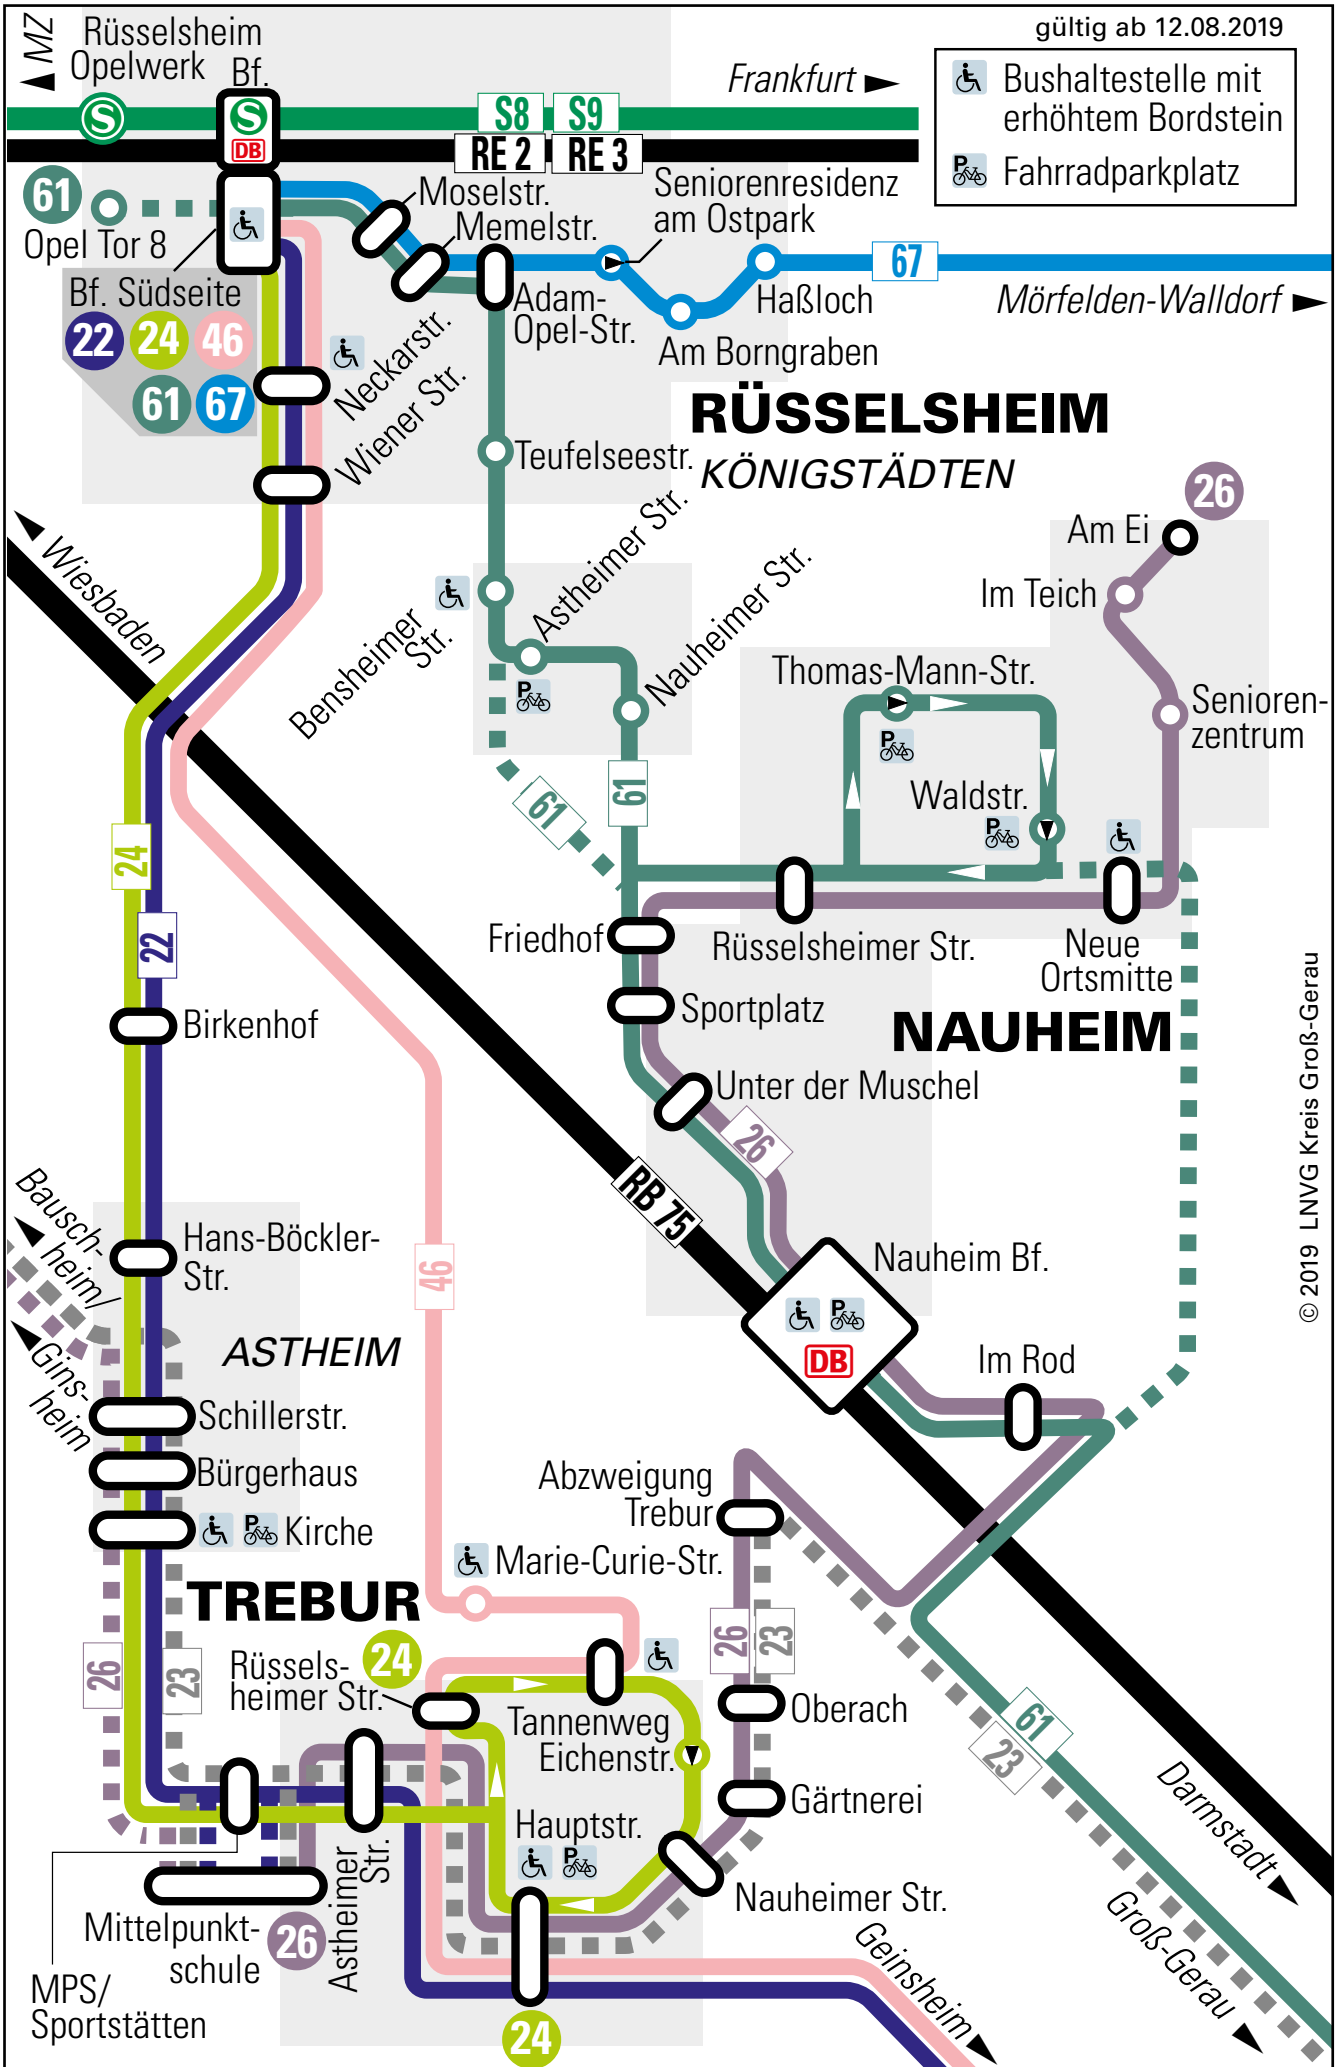 gültig ab 12.08.2019
MZ
Rüsselsheim
Opelwerk
Bf.
Frankfurt
Bushaltestelle mit
erhöhtem Bordstein
P
Fahrradparkplatz
S
S
DB
S8
S9
RE 2
RE 3
61
Opel Tor 8
Moselstr.
Memelstr.
Seniorenresidenz
am Ostpark
67
Mörfelden-Walldorf
Haßloch
Am Borngraben
Adam-
Opel-Str.
Bf. Südseite
22
24
46
61
67
Neckarstr.
Wiener Str.
RÜSSELSHEIM
KÖNIGSTÄDTEN
Teufelseestr.
26
Am Ei
Im Teich
Wiesbaden
Bensheimer
Str.
Astheimer Str.
P
Nauheimer Str.
Thomas-Mann-Str.
P
Senioren-
zentrum
Waldstr.
P
61
61
24
22
Friedhof
Rüsselsheimer Str.
Neue
Ortsmitte
Sportplatz
NAUHEIM
Birkenhof
Unter der Muschel
26
RB 75
Bausch-
heim/
Gins-
heim
Hans-Böckler-
Str.
46
Nauheim Bf.
P
DB
ASTHEIM
Im Rod
Schillerstr.
Bürgerhaus
P
Kirche
Abzweigung
Trebur
Marie-Curie-Str.
TREBUR
26
23
Rüssels-
heimer Str.
24
26
23
Tannenweg
Eichenstr.
Oberach
Gärtnerei
61
23
Hauptstr.
P
Nauheimer Str.
Darmstadt
Groß-Gerau
Geinsheim
Mittelpunkt-
schule
26
Astheimer
Str.
MPS/
Sportstätten
24
© 2019 LNVG Kreis Groß-Gerau